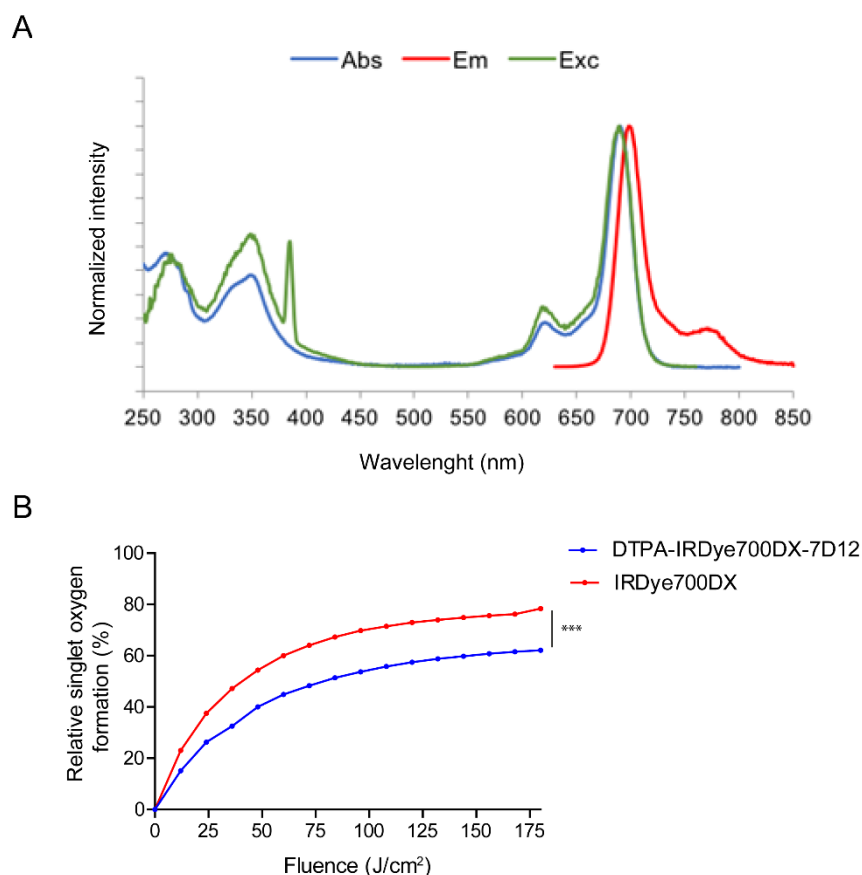 A
Abs Em Exc
Normalized intensity
250 300 350 400 450 500 550 600 650 700 750 800 850
Wavelenght (nm)
B
Relative singlet oxygen
formation (%)
100
80
60
40
20
0
0 25 50 75 100 125 150 175
Fluence (J/cm²)
DTPA-IRDye700DX-7D12
IRDye700DX
***